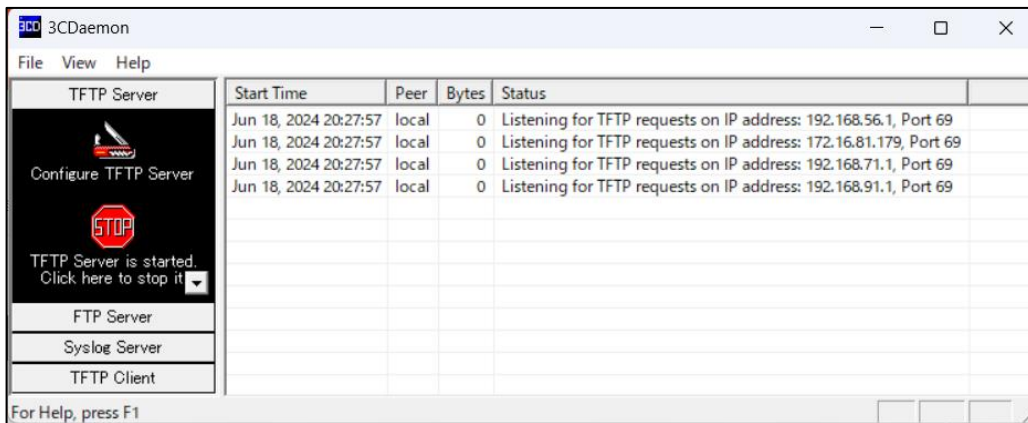 3CD 3CDaemon
File View Help
TFTP Server
Configure TFTP Server
STOP
TFTP Server is started.
Click here to stop it
FTP Server
Syslog Server
TFTP Client
Start Time Peer Bytes Status
Jun 18, 2024 20:27:57 local 0 Listening for TFTP requests on IP address: 192.168.56.1, Port 69
Jun 18, 2024 20:27:57 local 0 Listening for TFTP requests on IP address: 172.16.81.179, Port 69
Jun 18, 2024 20:27:57 local 0 Listening for TFTP requests on IP address: 192.168.71.1, Port 69
Jun 18, 2024 20:27:57 local 0 Listening for TFTP requests on IP address: 192.168.91.1, Port 69
For Help, press F1